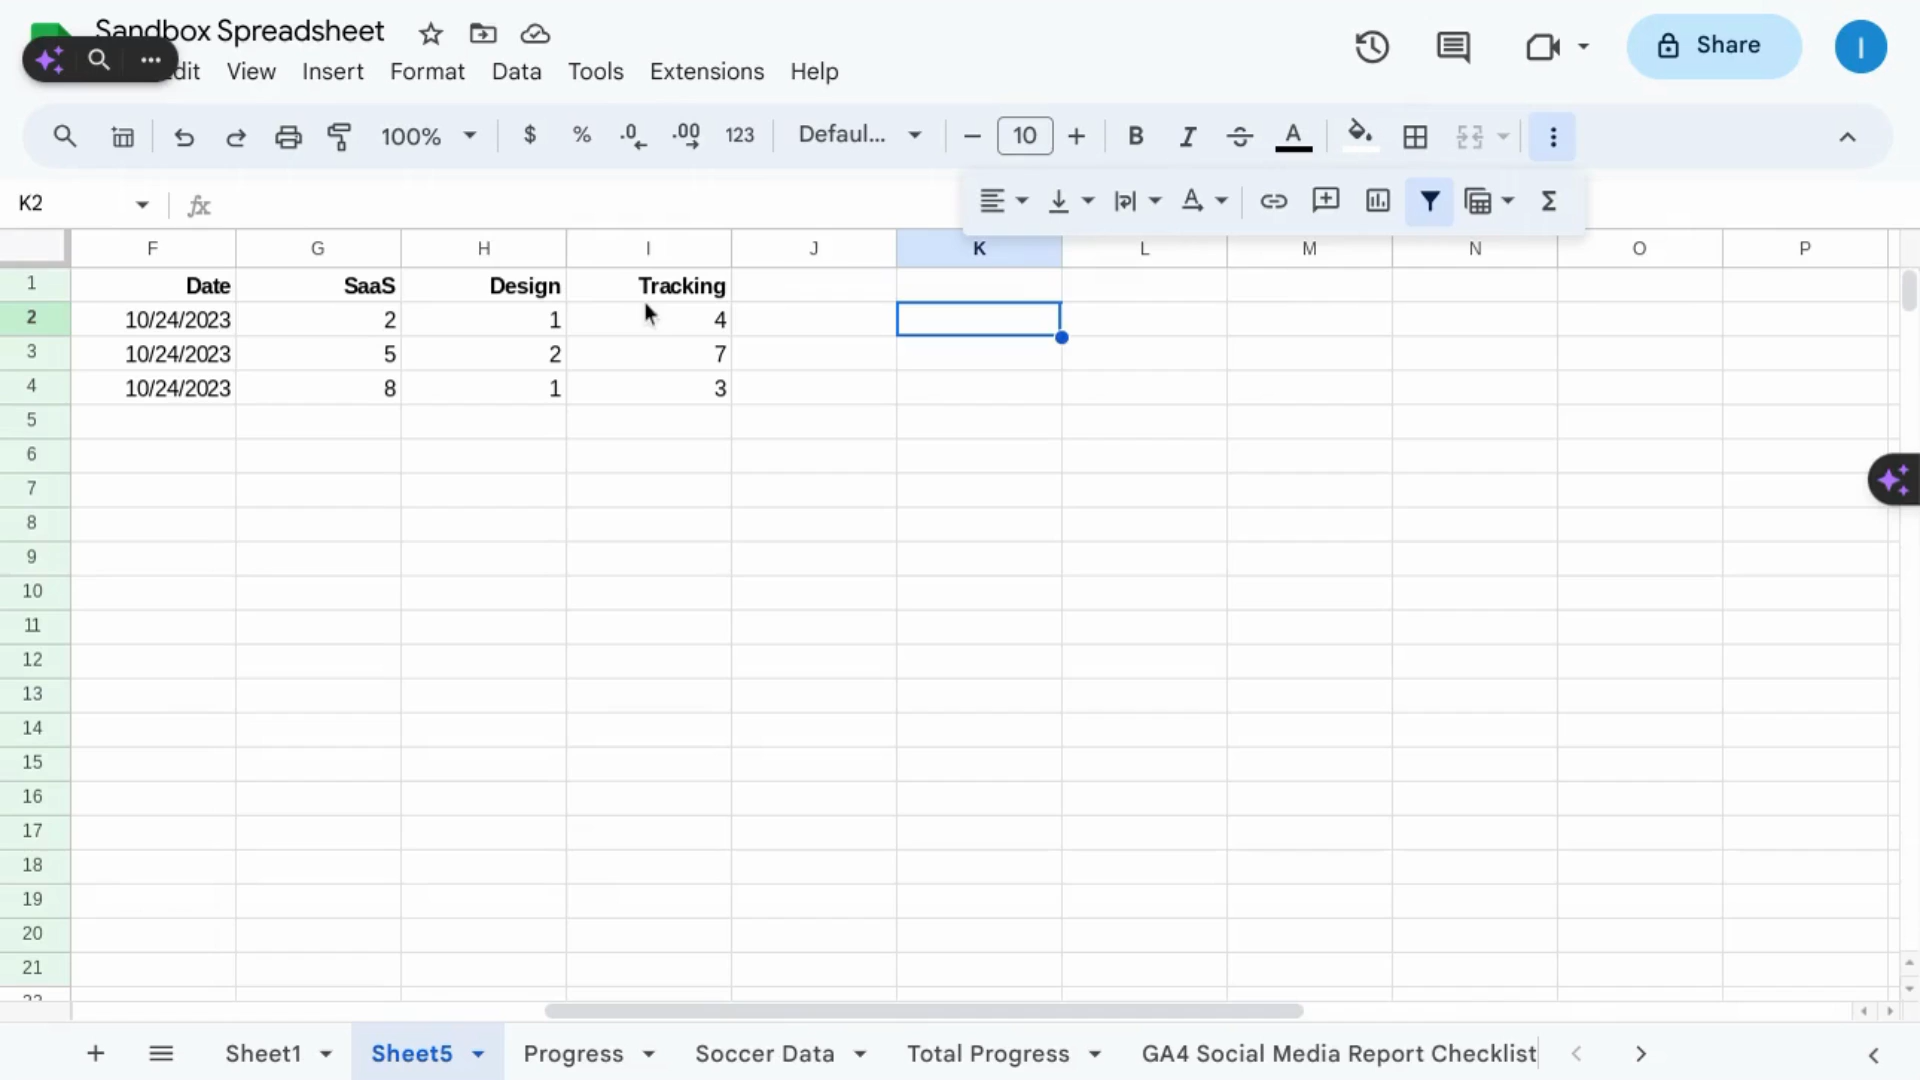 Sandbox Spreadsheet
dit View Insert Format Data Tools Extensions Help
Share
I
100% $ % .0 .00 123 Defaul... 10 B I A
K2 fx
F G H I J K L M N O P
1 Date SaaS Design Tracking
2 10/24/2023 2 1 4
3 10/24/2023 5 2 7
4 10/24/2023 8 1 3
5
6
7
8
9
10
11
12
13
14
15
16
17
18
19
20
21
22
Sheet1 Sheet5 Progress Soccer Data Total Progress GA4 Social Media Report Checklist